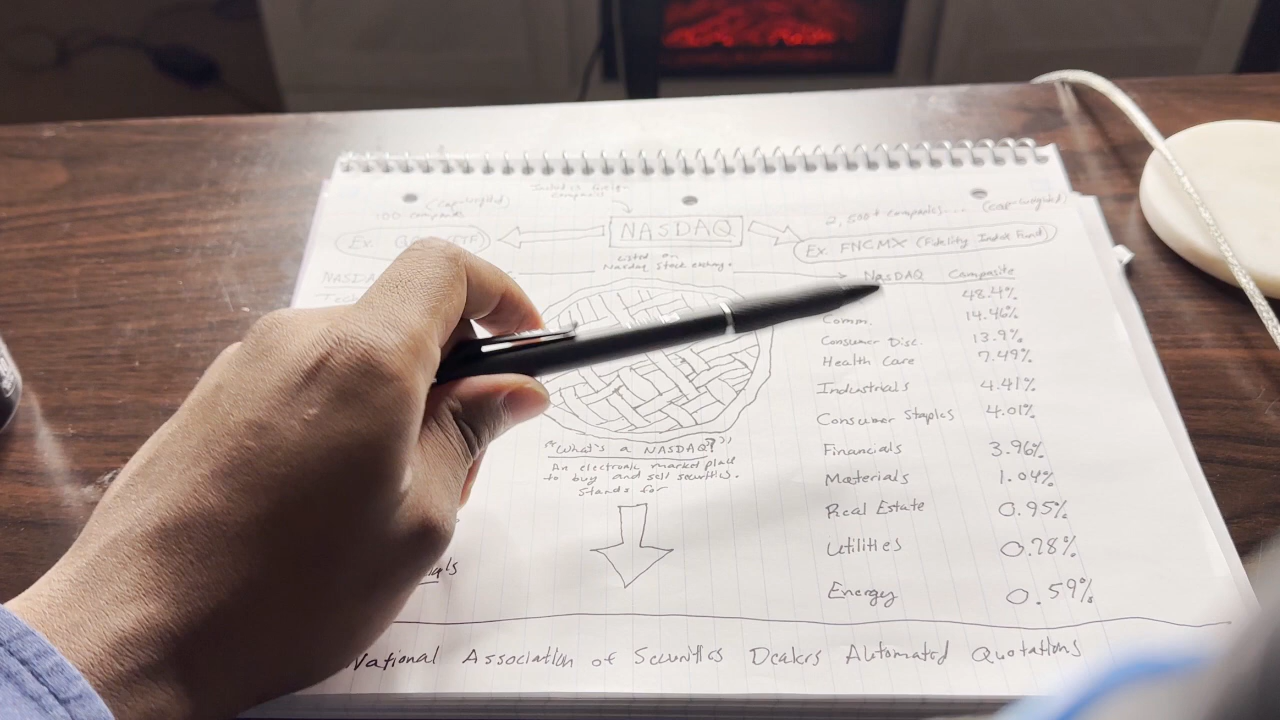 (cap-weighted)
100 companies
Includes foreign companies
NASDAQ
2,500+ companies... (cap-weighted)
Ex. (ETF)
Ex. FNCMX (Fidelity Index Fund)
Listed on
Nasdaq Stock exchange
NASDAQ Composite
48.4%
Comm. 14.46%
Consumer Disc. 13.9%
Health Care 7.49%
Industrials 4.41%
Consumer Staples 4.01%
Financials 3.96%
Materials 1.04%
Real Estate 0.95%
Utilities 0.78%
Energy 0.59%
"What's a NASDAQ?"
An electronic market place
to buy and sell securities.
Stands for
National Association of Securities Dealers Automated Quotations